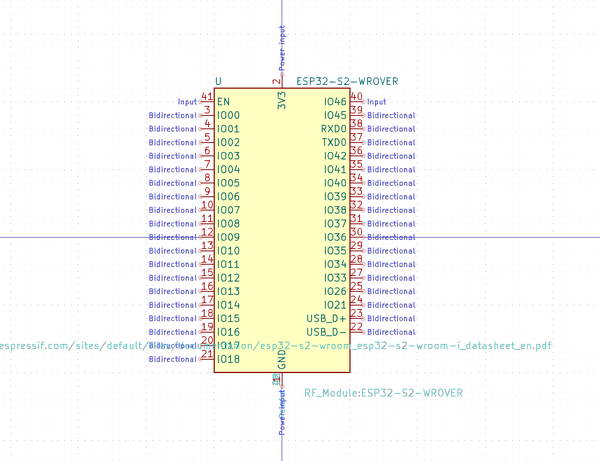 Power input
U ESP32-S2-WROVER
2
3V3
Input 41 EN IO46 40 Input
Bidirectional 3 IO00 IO45 39 Bidirectional
Bidirectional 4 IO01 RXD0 38 Bidirectional
Bidirectional 5 IO02 TXD0 37 Bidirectional
Bidirectional 6 IO03 IO42 36 Bidirectional
Bidirectional 7 IO04 IO41 35 Bidirectional
Bidirectional 8 IO05 IO40 34 Bidirectional
Bidirectional 9 IO06 IO39 33 Bidirectional
Bidirectional 10 IO07 IO38 32 Bidirectional
Bidirectional 11 IO08 IO37 31 Bidirectional
Bidirectional 12 IO09 IO36 30 Bidirectional
Bidirectional 13 IO10 IO35 29 Bidirectional
Bidirectional 14 IO11 IO34 28 Bidirectional
Bidirectional 15 IO12 IO33 27 Bidirectional
Bidirectional 16 IO13 IO26 25 Bidirectional
Bidirectional 17 IO14 IO21 24 Bidirectional
Bidirectional 18 IO15 USB_D+ 23 Bidirectional
Bidirectional 19 IO16 USB_D- 22 Bidirectional
Bidirectional 20 IO17
espressif.com/sites/default/ esp32-s2-wroom_esp32-s2-wroom-i_datasheet_en.pdf
Bidirectional 21 IO18
GND
RF_Module:ESP32-S2-WROVER
Power input